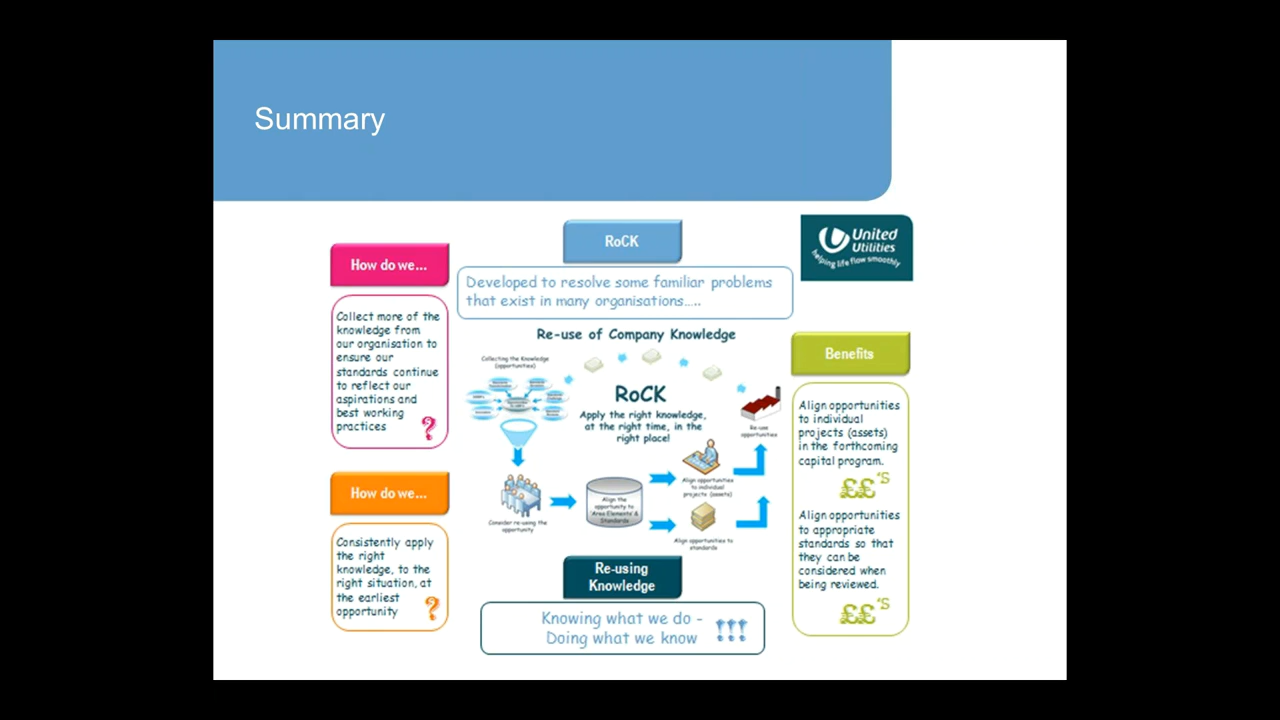 Summary
RoCK
United
Utilities
helping life flow smoothly
How do we...
Developed to resolve some familiar problems
that exist in many organisations.....
Collect more of the
knowledge from
our organisation to
ensure our
standards continue
to reflect our
aspirations and
best working
practices
?
How do we...
Consistently apply
the right
knowledge, to the
right situation, at
the earliest
opportunity
?
Re-use of Company Knowledge
Collecting the Knowledge
(opportunities)
RoCK
Apply the right knowledge,
at the right time, in the
right place!
Re-use
opportunities
Consider re-using the
opportunity
Align the
opportunity to
'Area Elements' &
Standards
Align opportunities
to individual
projects (assets)
Align opportunities to
standards
Re-using
Knowledge
Knowing what we do -
Doing what we know
!!!
Benefits
Align opportunities
to individual
projects (assets)
in the forthcoming
capital program.
££'s
Align opportunities
to appropriate
standards so that
they can be
considered when
being reviewed.
££'s